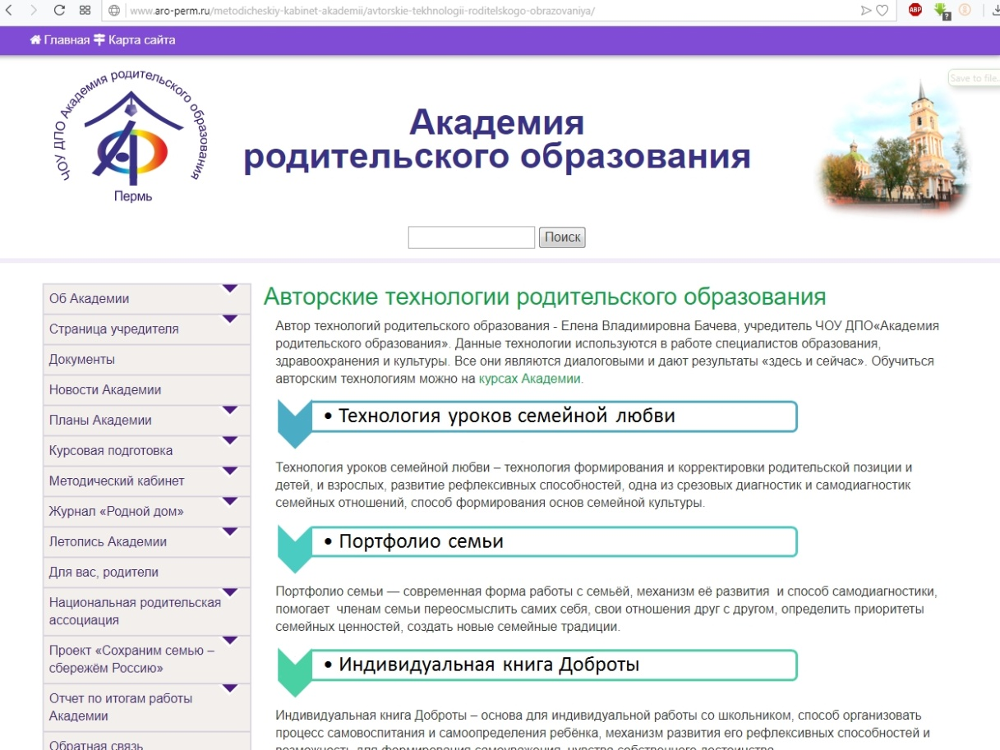 www.aro-perm.ru/metodicheskiy-kabinet-akademii/avtorskie-tekhnologii-roditelskogo-obrazovaniya/
ABP
?
Главная Карта сайта
Save to file..
ЧОУ ДПО Академия родительского образования
Пермь
Академия
родительского образования
Поиск
Об Академии
Страница учредителя
Документы
Новости Академии
Планы Академии
Курсовая подготовка
Методический кабинет
Журнал «Родной дом»
Летопись Академии
Для вас, родители
Национальная родительская
ассоциация
Проект «Сохраним семью –
сбережём Россию»
Отчет по итогам работы
Академии
Обратная связь
Авторские технологии родительского образования
Автор технологий родительского образования - Елена Владимировна Бачева, учредитель ЧОУ ДПО«Академия
родительского образования». Данные технологии используются в работе специалистов образования,
здравоохранения и культуры. Все они являются диалоговыми и дают результаты «здесь и сейчас». Обучиться
авторским технологиям можно на курсах Академии.
• Технология уроков семейной любви
Технология уроков семейной любви – технология формирования и корректировки родительской позиции и
детей, и взрослых, развитие рефлексивных способностей, одна из срезовых диагностик и самодиагностик
семейных отношений, способ формирования основ семейной культуры.
• Портфолио семьи
Портфолио семьи — современная форма работы с семьёй, механизм её развития и способ самодиагностики,
помогает членам семьи переосмыслить самих себя, свои отношения друг с другом, определить приоритеты
семейных ценностей, создать новые семейные традиции.
• Индивидуальная книга Доброты
Индивидуальная книга Доброты – основа для индивидуальной работы со школьником, способ организовать
процесс самовоспитания и самоопределения ребёнка, механизм развития его рефлексивных способностей и
возможность для формирования самоуважения, чувства собственного достоинства.